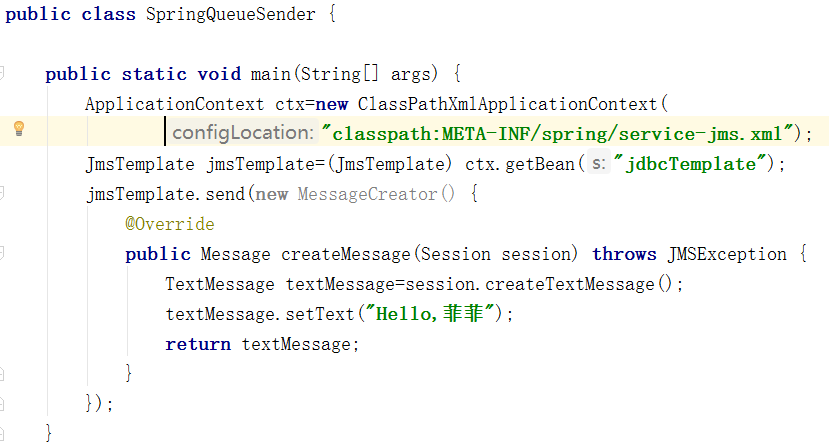 public class SpringQueueSender {
public static void main(String[] args) {
ApplicationContext ctx=new ClassPathXmlApplicationContext(
configLocation: "classpath:META-INF/spring/service-jms.xml");
JmsTemplate jmsTemplate=(JmsTemplate) ctx.getBean( s: "jdbcTemplate");
jmsTemplate.send(new MessageCreator() {
@Override
public Message createMessage(Session session) throws JMSException {
TextMessage textMessage=session.createTextMessage();
textMessage.setText("Hello,菲菲");
return textMessage;
}
});
}